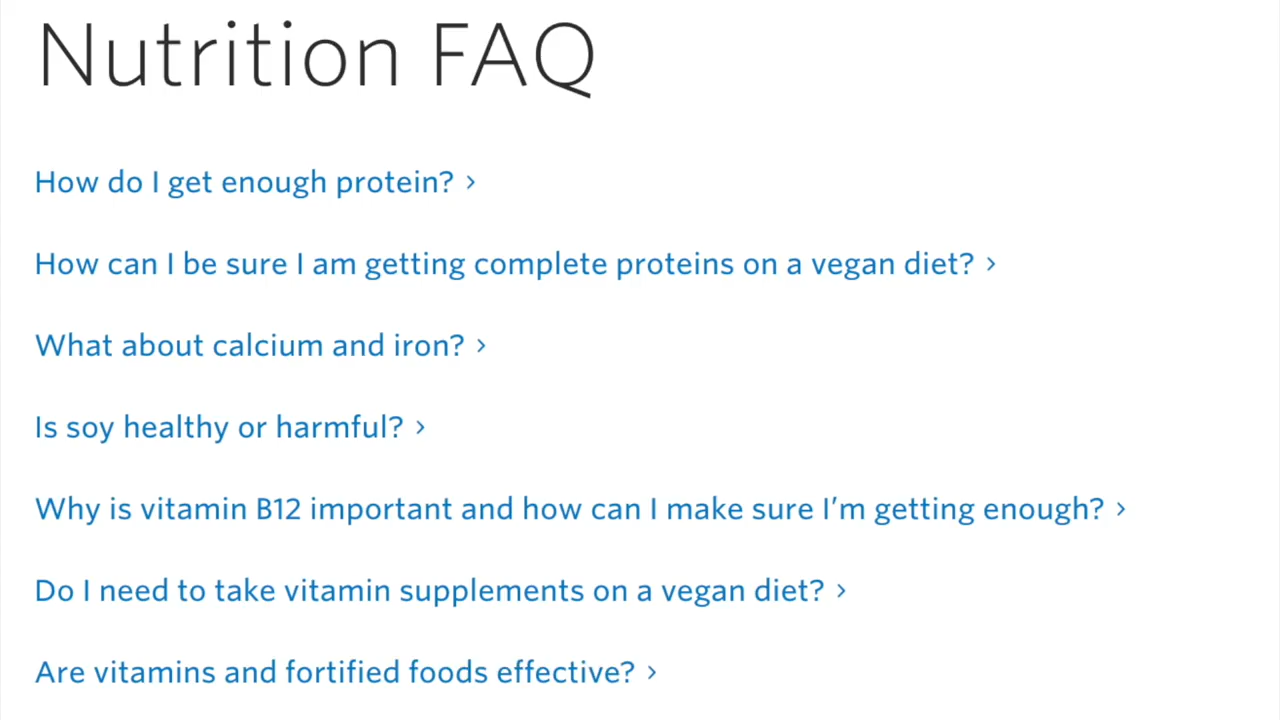 Nutrition FAQ
How do I get enough protein? ›
How can I be sure I am getting complete proteins on a vegan diet? ›
What about calcium and iron? ›
Is soy healthy or harmful? ›
Why is vitamin B12 important and how can I make sure I’m getting enough? ›
Do I need to take vitamin supplements on a vegan diet? ›
Are vitamins and fortified foods effective? ›